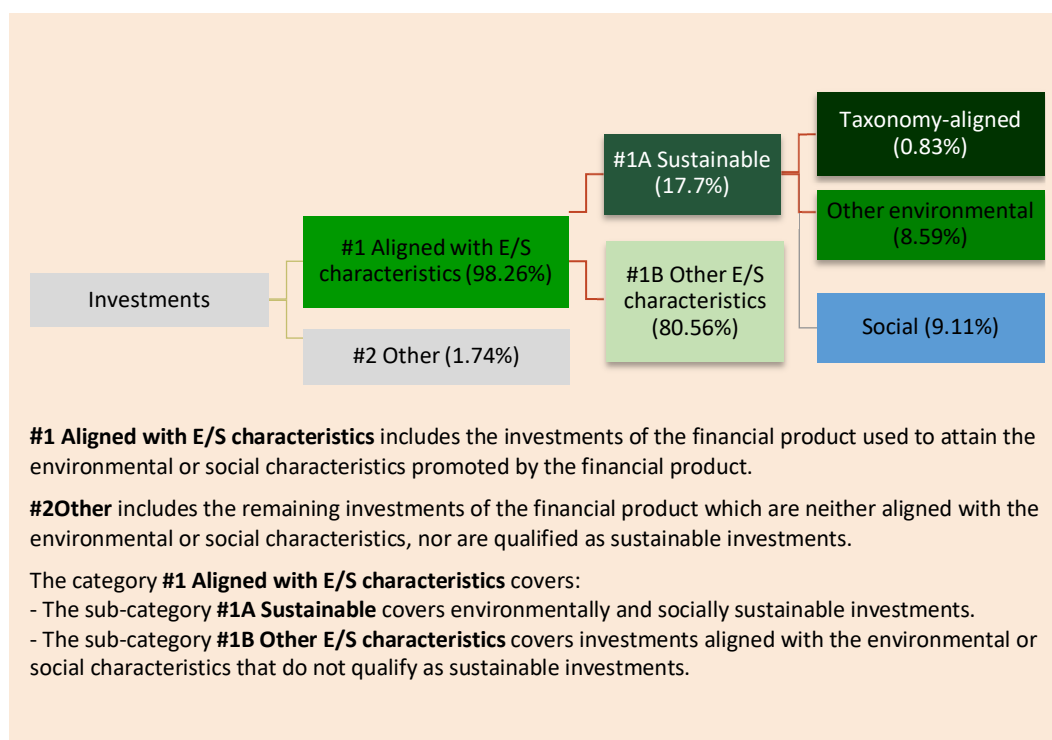 Taxonomy-aligned
(0.83%)
#1A Sustainable
(17.7%)
Other environmental
(8.59%)
#1 Aligned with E/S
characteristics (98.26%)
#1B Other E/S
characteristics
(80.56%)
Investments
Social (9.11%)
#2 Other (1.74%)
#1 Aligned with E/S characteristics includes the investments of the financial product used to attain the
environmental or social characteristics promoted by the financial product.
#2Other includes the remaining investments of the financial product which are neither aligned with the
environmental or social characteristics, nor are qualified as sustainable investments.
The category #1 Aligned with E/S characteristics covers:
- The sub-category #1A Sustainable covers environmentally and socially sustainable investments.
- The sub-category #1B Other E/S characteristics covers investments aligned with the environmental or
social characteristics that do not qualify as sustainable investments.